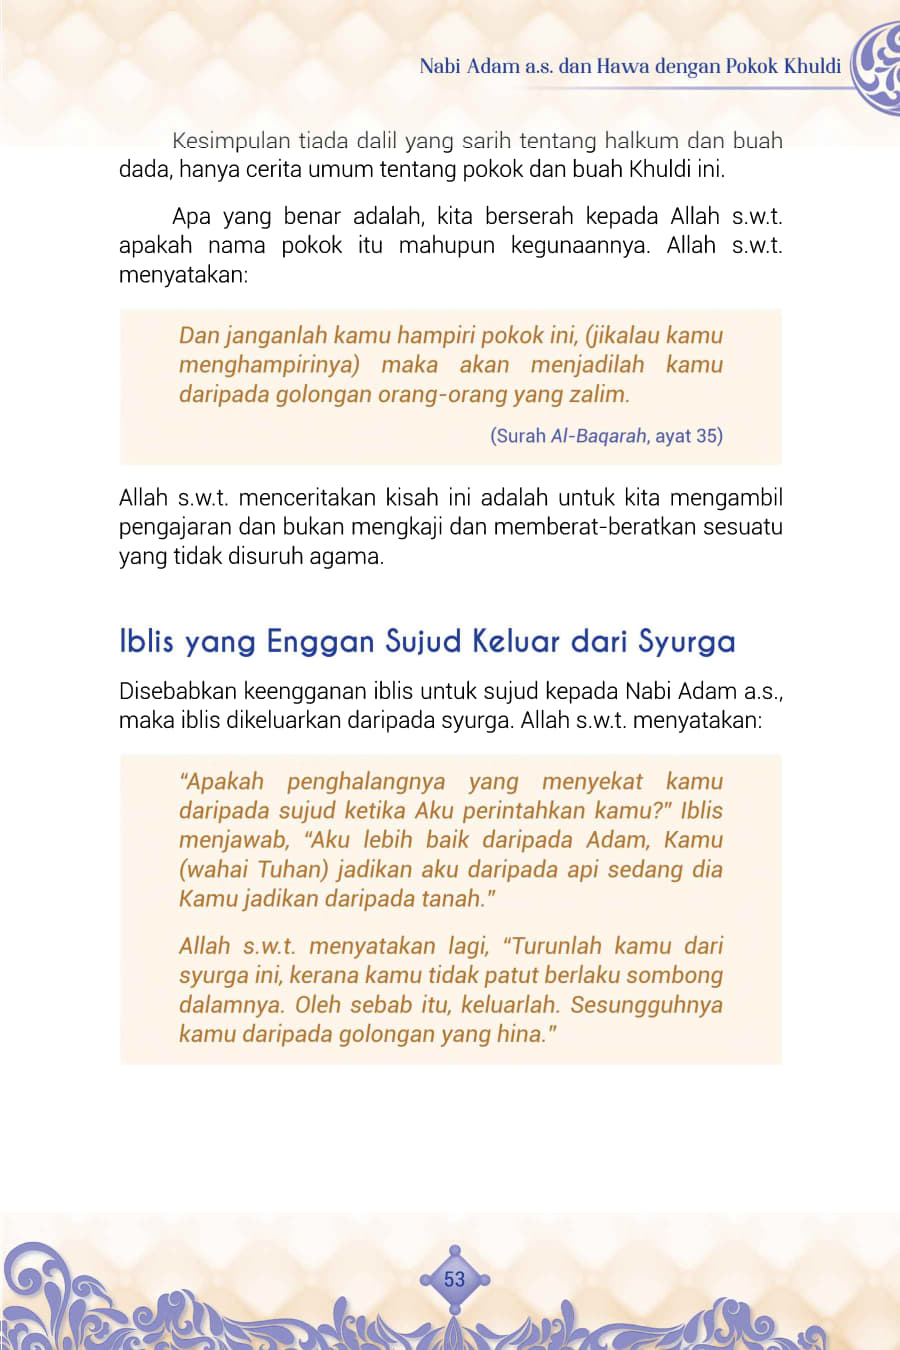 Nabi Adam a.s. dan Hawa dengan Pokok Khuldi
Kesimpulan tiada dalil yang sarih tentang halkum dan buah
dada, hanya cerita umum tentang pokok dan buah Khuldi ini.
Apa yang benar adalah, kita berserah kepada Allah s.w.t.
apakah nama pokok itu mahupun kegunaannya. Allah s.w.t.
menyatakan:
Dan janganlah kamu hampiri pokok ini, (jikalau kamu
menghampirinya) maka akan menjadilah kamu
daripada golongan orang-orang yang zalim.
(Surah Al-Baqarah, ayat 35)
Allah s.w.t. menceritakan kisah ini adalah untuk kita mengambil
pengajaran dan bukan mengkaji dan memberat-beratkan sesuatu
yang tidak disuruh agama.
Iblis yang Enggan Sujud Keluar dari Syurga
Disebabkan keengganan iblis untuk sujud kepada Nabi Adam a.s.,
maka iblis dikeluarkan daripada syurga. Allah s.w.t. menyatakan:
“Apakah penghalangnya yang menyekat kamu
daripada sujud ketika Aku perintahkan kamu?” Iblis
menjawab, “Aku lebih baik daripada Adam, Kamu
(wahai Tuhan) jadikan aku daripada api sedang dia
Kamu jadikan daripada tanah.”
Allah s.w.t. menyatakan lagi, “Turunlah kamu dari
syurga ini, kerana kamu tidak patut berlaku sombong
dalamnya. Oleh sebab itu, keluarlah. Sesungguhnya
kamu daripada golongan yang hina.”
53